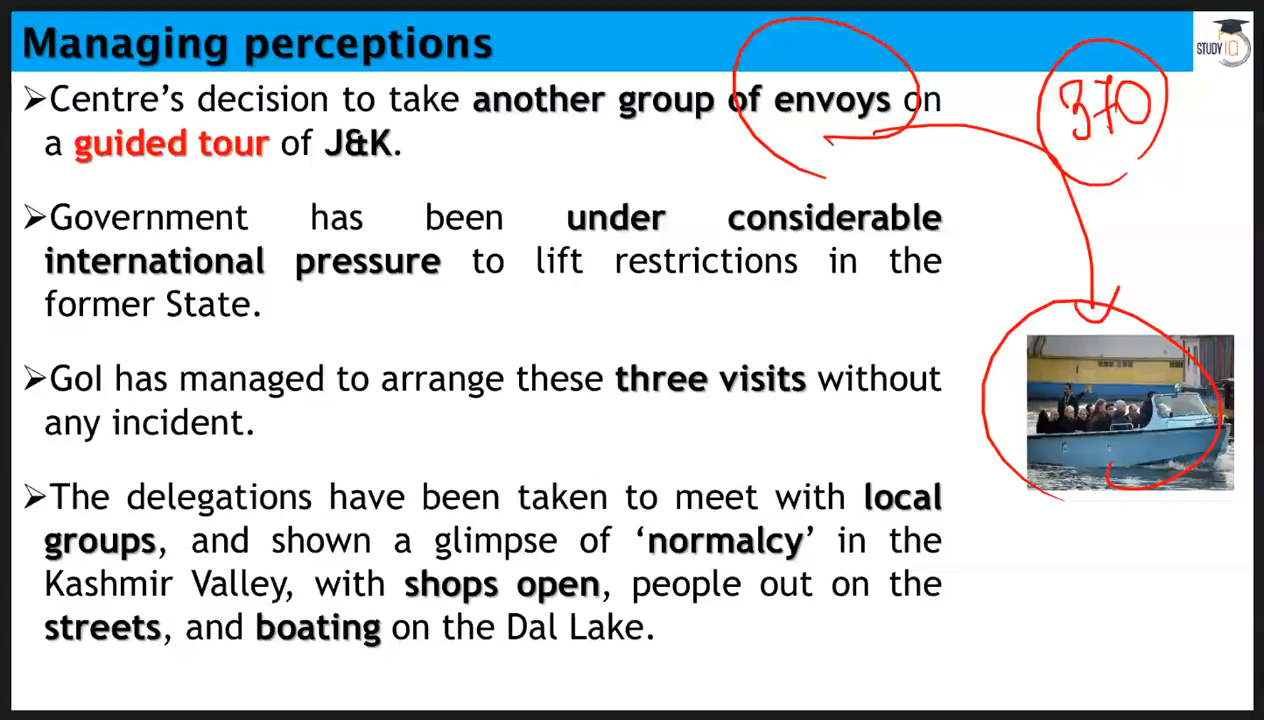 Managing perceptions
STUDY IQ
370
➢Centre’s decision to take another group of envoys on
a guided tour of J&K.
➢Government has been under considerable
international pressure to lift restrictions in the
former State.
➢GoI has managed to arrange these three visits without
any incident.
➢The delegations have been taken to meet with local
groups, and shown a glimpse of ‘normalcy’ in the
Kashmir Valley, with shops open, people out on the
streets, and boating on the Dal Lake.